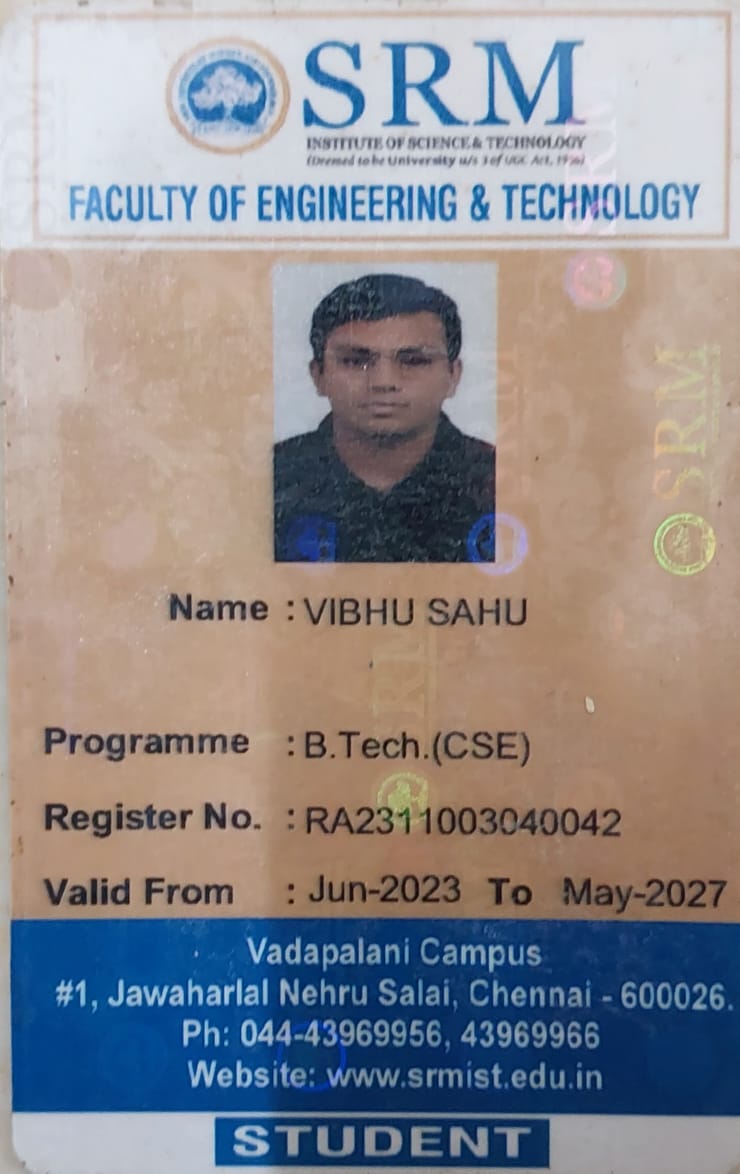 SRM
INSTITUTE OF SCIENCE & TECHNOLOGY
(Deemed to be University u/s 3 of UGC Act, 1956)
FACULTY OF ENGINEERING & TECHNOLOGY
SRM
Name : VIBHU SAHU
Programme : B.Tech.(CSE)
Register No. : RA2311003040042
Valid From : Jun-2023 To May-2027
Vadapalani Campus
#1, Jawaharlal Nehru Salai, Chennai - 600026.
Ph: 044-43969956, 43969966
Website: www.srmist.edu.in
STUDENT